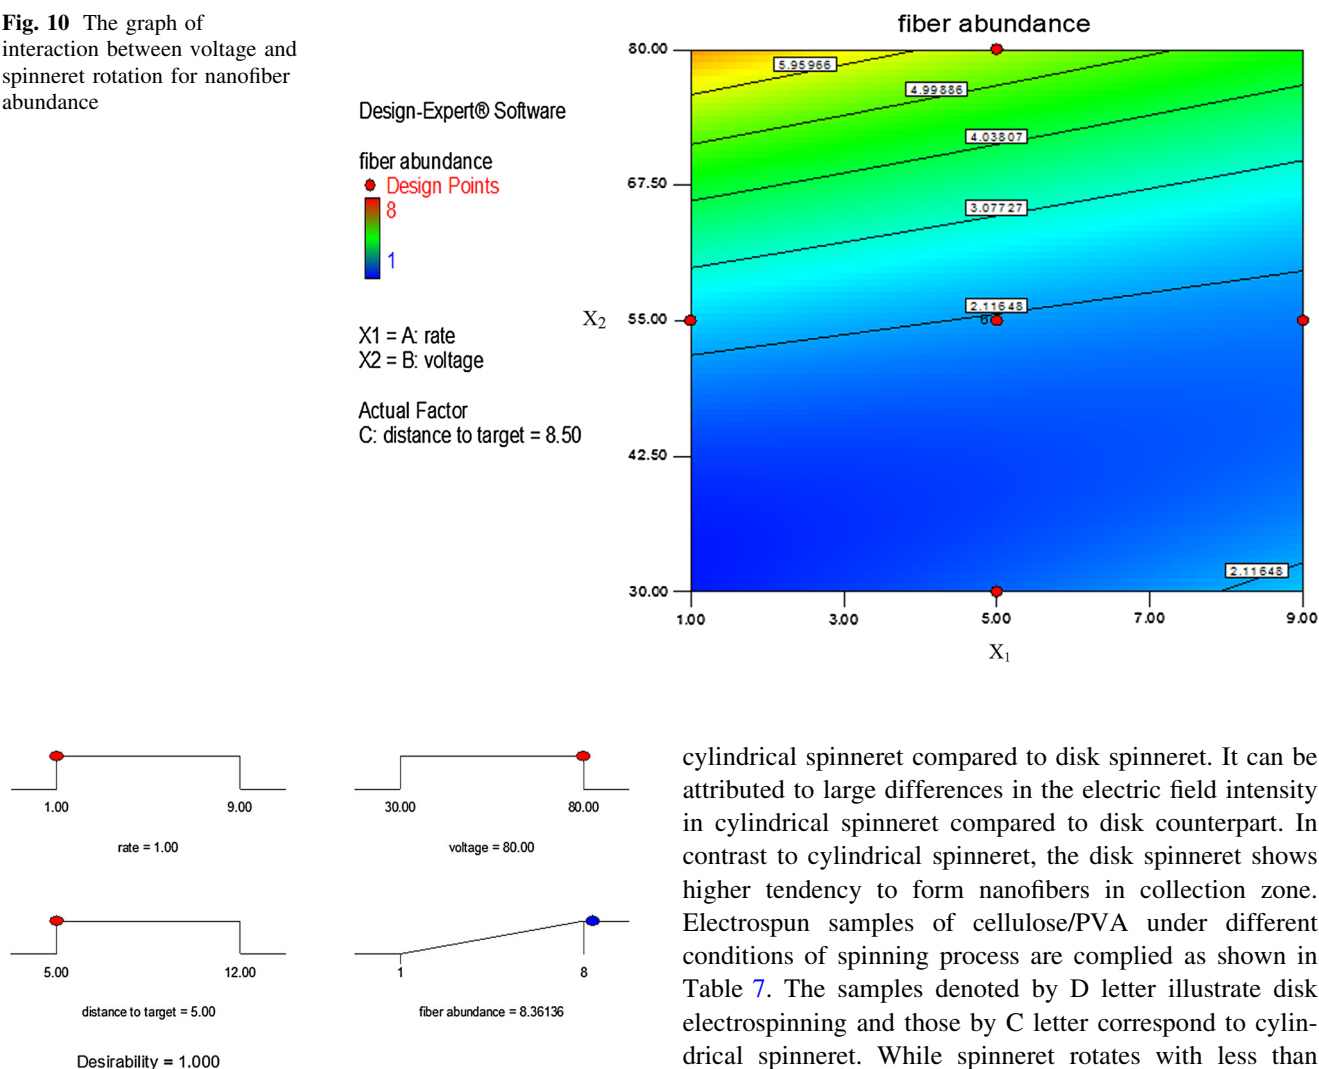 Fig. 10 The graph of
interaction between voltage and
spinneret rotation for nanofiber
abundance
Design-Expert® Software
fiber abundance
Design Points
8
1
X1 = A: rate
X2 = B: voltage
Actual Factor
C: distance to target = 8.50
fiber abundance
80.00
67.50
55.00
42.50
30.00
X2
5.95966
4.99886
4.03807
3.07727
2.11648
6
2.11648
1.00
3.00
5.00
7.00
9.00
X1
1.00
9.00
rate = 1.00
30.00
80.00
voltage = 80.00
5.00
12.00
distance to target = 5.00
1
8
fiber abundance = 8.36136
Desirability = 1.000
cylindrical spinneret compared to disk spinneret. It can be
attributed to large differences in the electric field intensity
in cylindrical spinneret compared to disk counterpart. In
contrast to cylindrical spinneret, the disk spinneret shows
higher tendency to form nanofibers in collection zone.
Electrospun samples of cellulose/PVA under different
conditions of spinning process are complied as shown in
Table 7. The samples denoted by D letter illustrate disk
electrospinning and those by C letter correspond to cylin-
drical spinneret. While spinneret rotates with less than